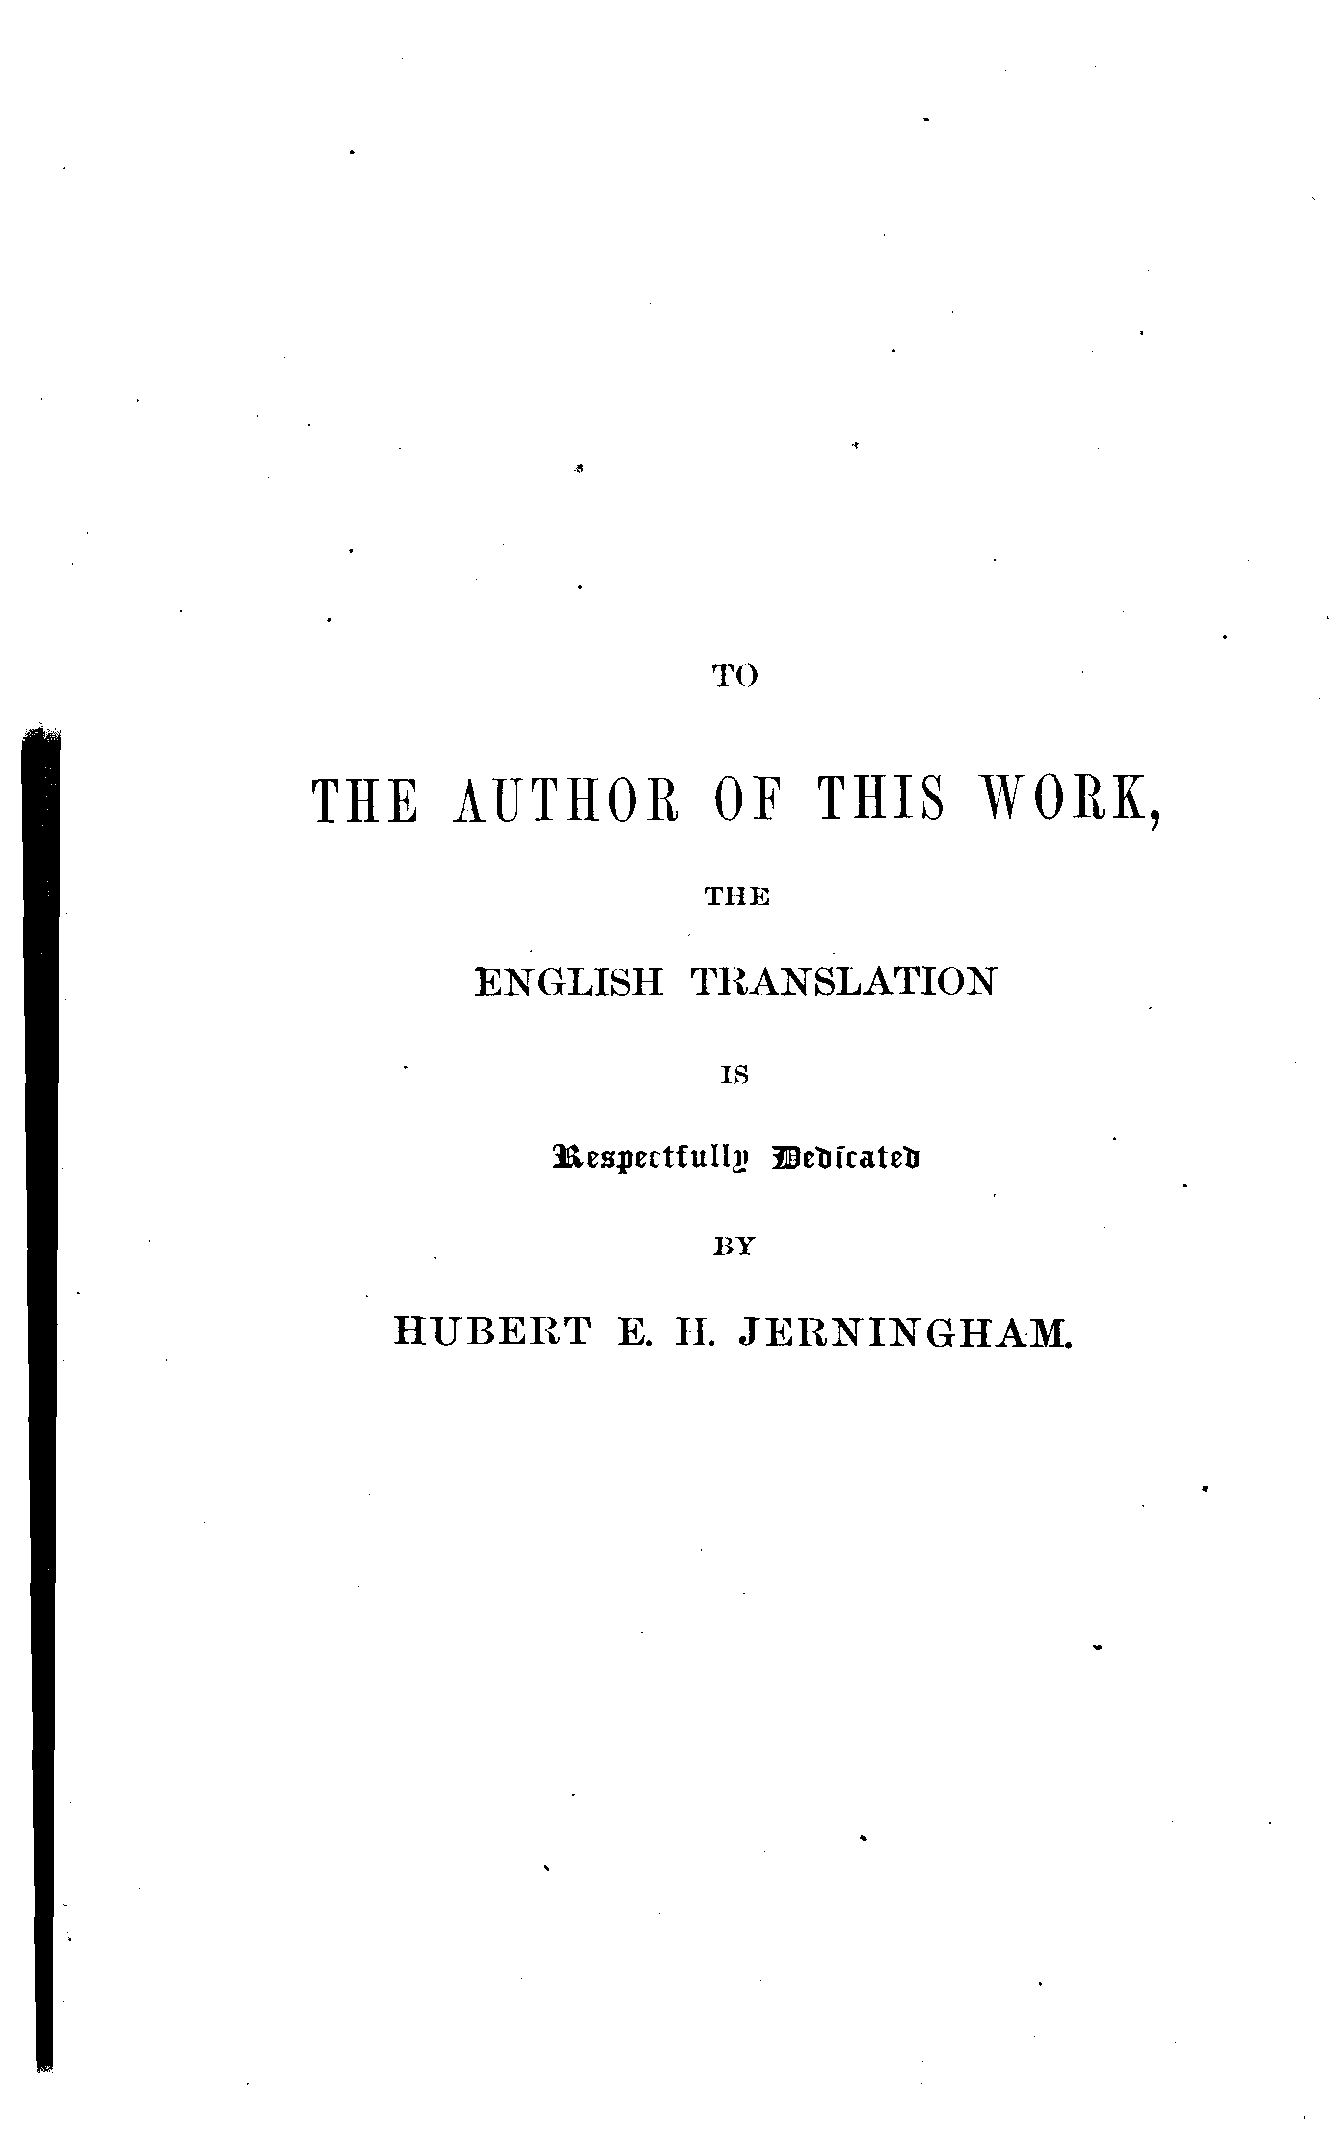 TO
THE AUTHOR OF THIS WORK,
THE
ENGLISH TRANSLATION
IS
Respectfully Dedicated
BY
HUBERT E. H. JERNINGHAM.